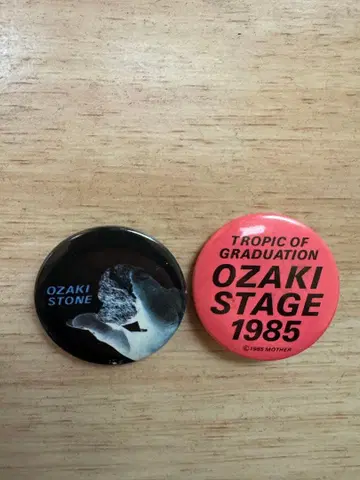 OZAKI
STONE
TROPIC OF
GRADUATION
OZAKI
STAGE
1985
©1985 MOTHER